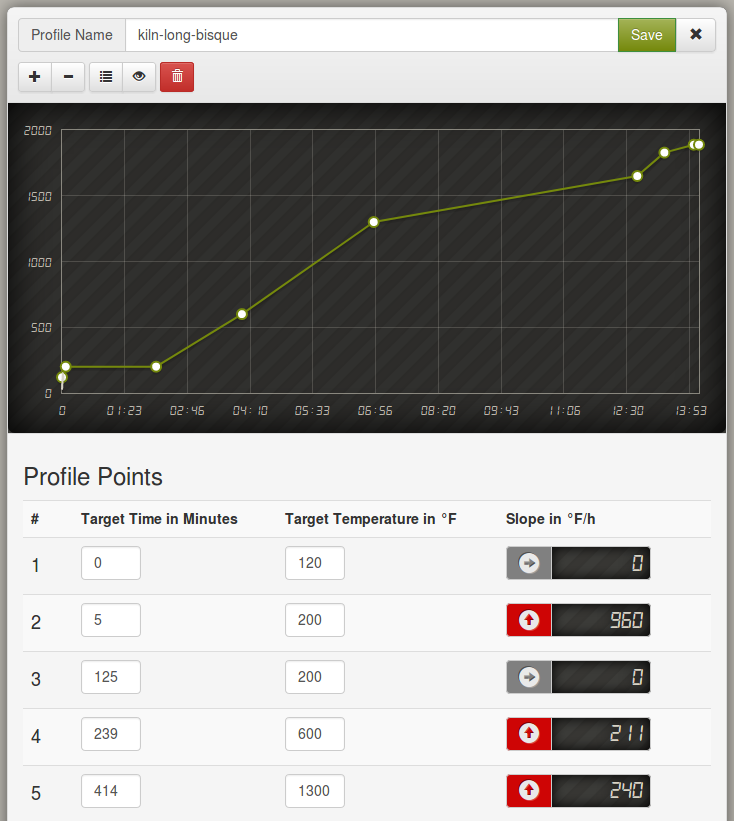 Profile Name kiln-long-bisque Save
2000
1500
1000
500
0
0 01:23 02:46 04:10 05:33 06:56 08:20 09:43 11:06 12:30 13:53
Profile Points
# Target Time in Minutes Target Temperature in °F Slope in °F/h
1 0 120 0
2 5 200 960
3 125 200 0
4 239 600 211
5 414 1300 240